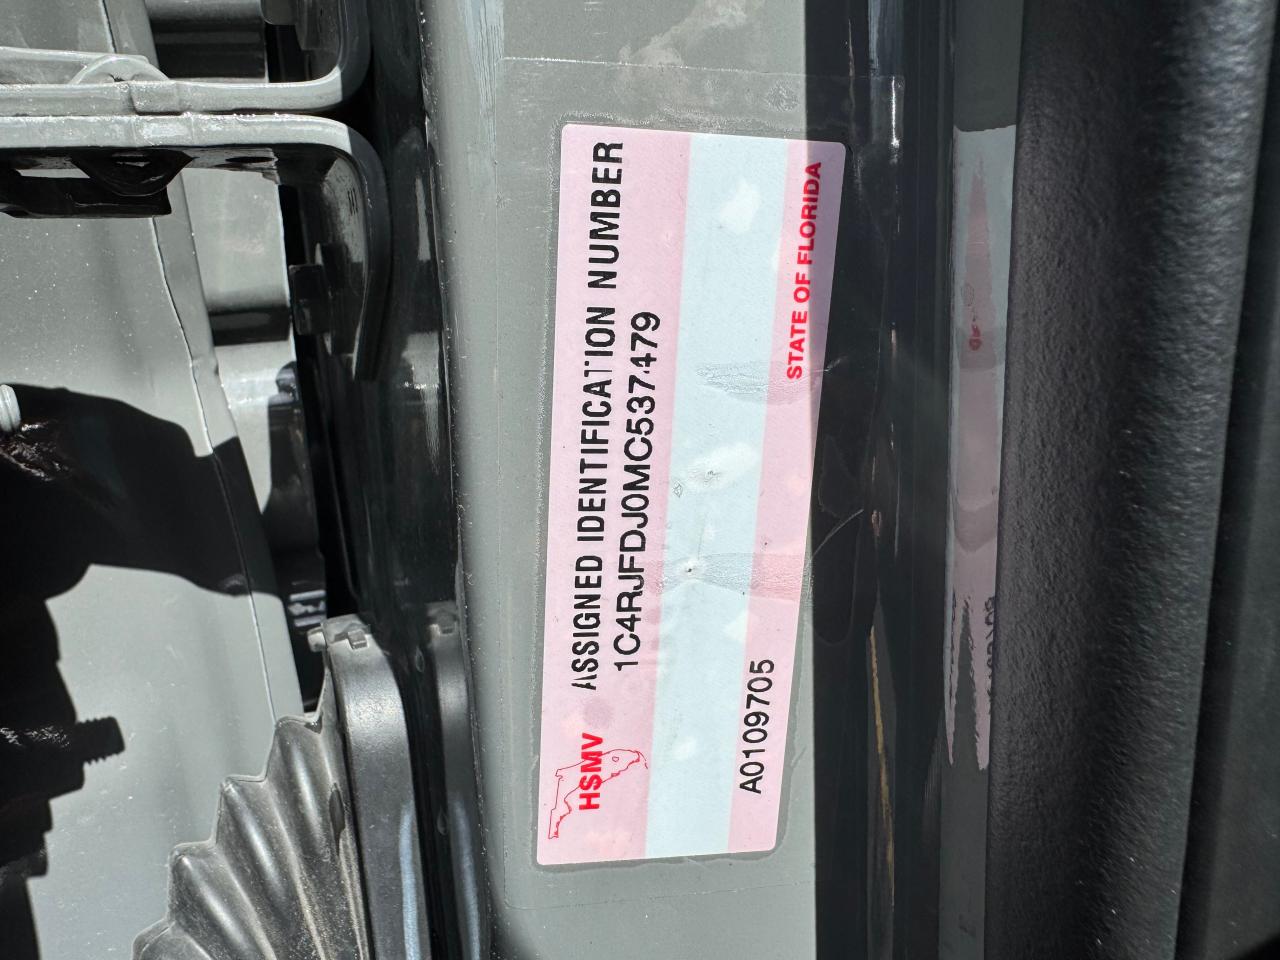 ASSIGNED IDENTIFICATION NUMBER
1C4RJFDJ0MC537479
HSMV
A0109705
STATE OF FLORIDA